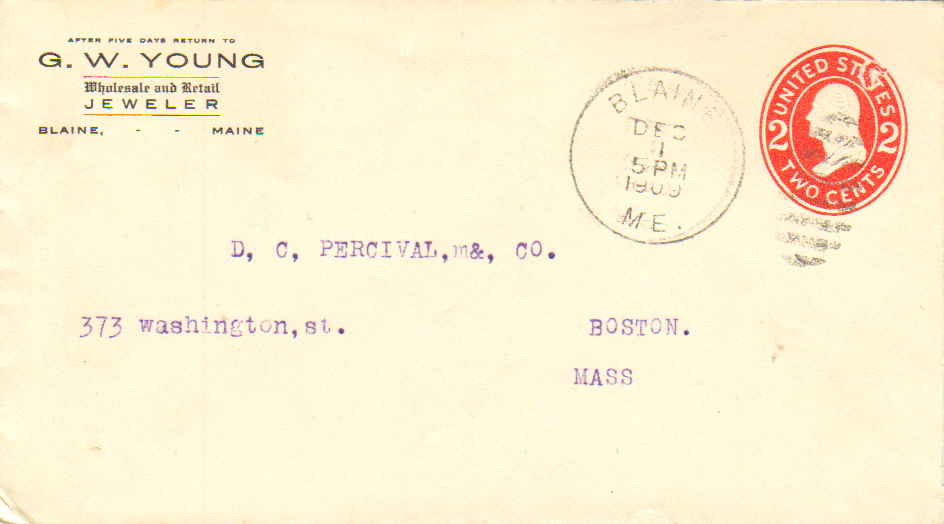 AFTER FIVE DAYS RETURN TO
G. W. YOUNG
Wholesale and Retail
JEWELER
BLAINE, - - MAINE
BLAINE
DEC
1
5 PM
1909
M E.
UNITED STATES
2 2
TWO CENTS
D, C, PERCIVAL,m&, CO.
373 washington,st.
BOSTON.
MASS